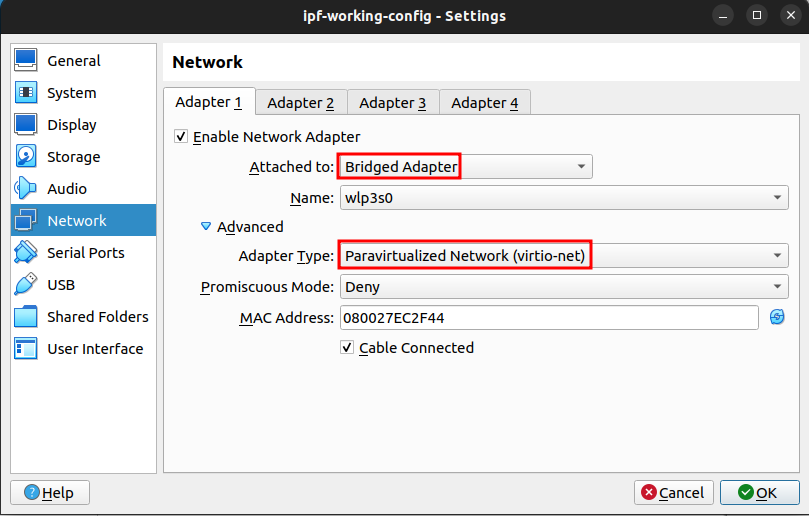 ipf-working-config - Settings
General
System
Display
Storage
Audio
Network
Serial Ports
USB
Shared Folders
User Interface
Network
Adapter 1 Adapter 2 Adapter 3 Adapter 4
Enable Network Adapter
Attached to: Bridged Adapter
Name: wlp3s0
Advanced
Adapter Type: Paravirtualized Network (virtio-net)
Promiscuous Mode: Deny
MAC Address: 080027EC2F44
Cable Connected
Help Cancel OK